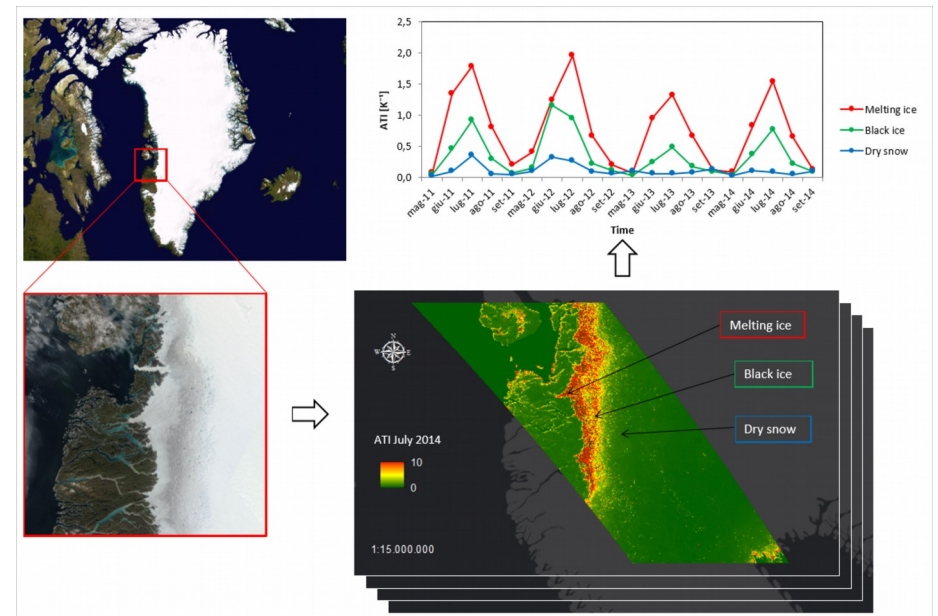 2,5
2,0
1,5
1,0
0,5
0,0
ATI [K⁻¹]
mag-11
giu-11
lug-11
ago-11
set-11
mag-12
giu-12
lug-12
ago-12
set-12
mag-13
giu-13
lug-13
ago-13
set-13
mag-14
giu-14
lug-14
ago-14
set-14
Time
Melting ice
Black ice
Dry snow
N
W E
S
ATI July 2014
10
0
1:15.000.000
Melting ice
Black ice
Dry snow